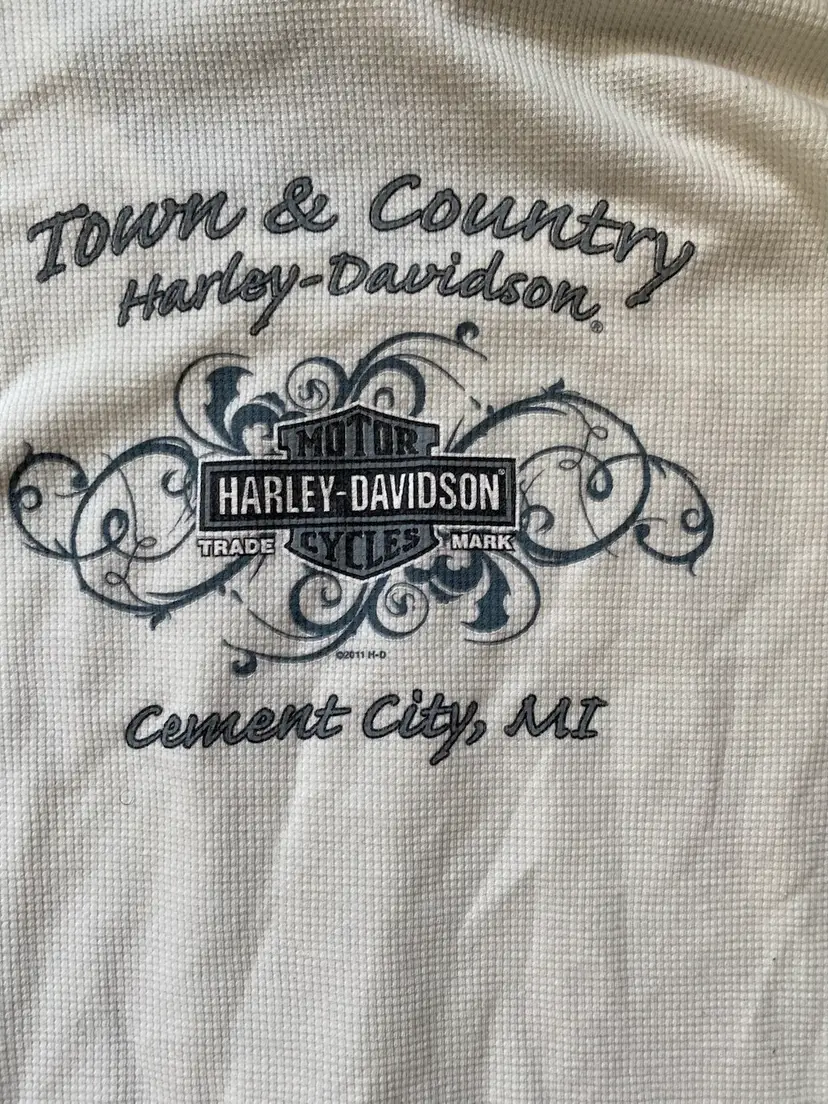 Town & Country
Harley-Davidson®
MOTOR
HARLEY-DAVIDSON®
TRADE CYCLES MARK
©2011 H-D
Cement City, MI